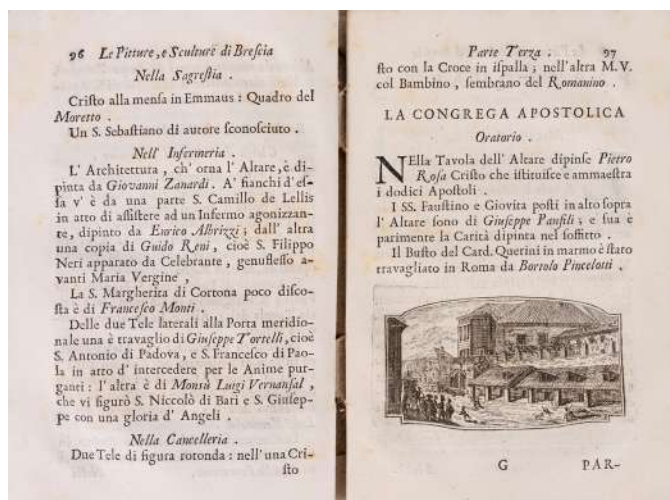 96 Le Pitture, e Sculture di Brescia
Nella Sagrestia .
Cristo alla mensa in Emmaus : Quadro del
Moretto .
Un S. Sebastiano di autore sconosciuto .
Nell' Infermeria .
L' Architettura , ch' orna l' Altare, è di-
pinta da Giovanni Zanardi . A' fianchi d' es-
sa v' è da una parte S. Camillo de Lellis
in atto di assistere ad un Infermo agonizzan-
te, dipinto da Enrico Albrizzi ; dall' altra
una copia di Guido Reni , cioè S. Filippo
Neri apparato da Celebrante , genuflesso a-
vanti Maria Vergine ,
La S. Margherita di Cortona poco disco-
sta è di Francesco Monti .
Delle due Tele laterali alla Porta meridio-
nale una è travaglio di Giuseppe Tortelli, cioè
S. Antonio di Padova , e S. Francesco di Pao-
la in atto d' intercedere per le Anime pur-
ganti : l' altra è di Monsù Luigi Vernansal ,
che vi figurò S. Niccolò di Bari e S. Giusep-
pe con una gloria d' Angeli .
Nella Cancelleria .
Due Tele di figura rotonda : nell' una Cri-
sto
Parte Terza . 97
sto con la Croce in ispalla ; nell' altra M. V.
col Bambino , sembrano del Romanino .
LA CONGREGA APOSTOLICA
Oratorio .
NElla Tavola dell' Altare dipinse Pietro
Rosa Cristo che istituisce e ammaestra
i dodici Apostoli .
I SS. Faustino e Giovita posti in alto sopra
l' Altare sono di Giuseppe Panfili ; e sua è
parimente la Carità dipinta nel soffitto .
Il Busto del Card. Querini in marmo è stato
travagliato in Roma da Bortolo Pincelotti .
G PAR-